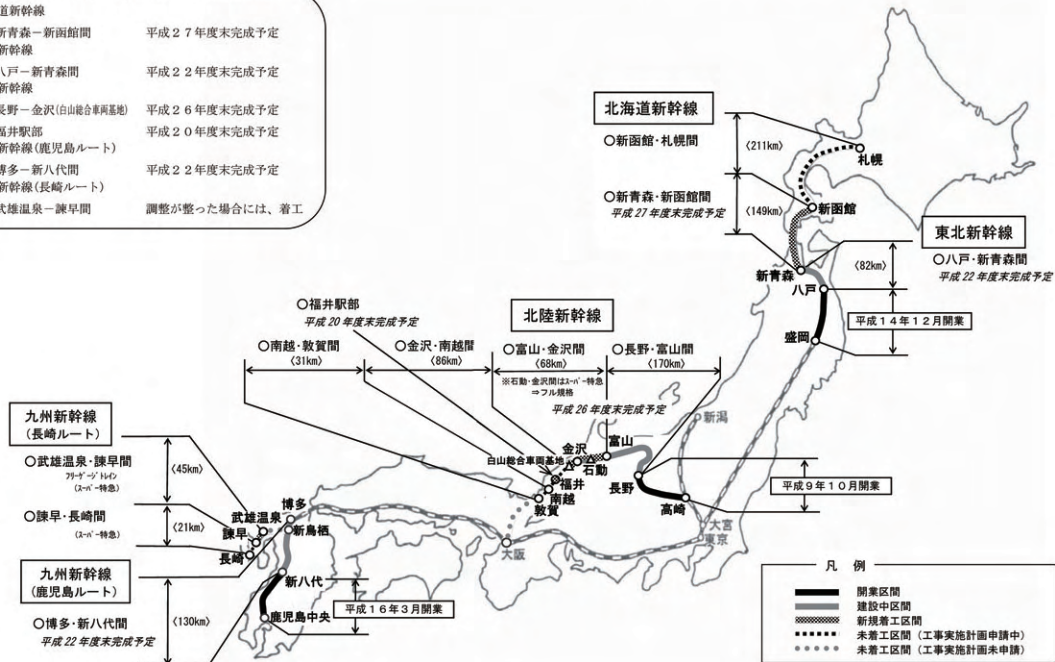 道新幹線
新青森－新函館間　平成２７年度末完成予定
新幹線
八戸－新青森間　平成２２年度末完成予定
新幹線
長野－金沢(白山総合車両基地)　平成２６年度末完成予定
福井駅部　平成２０年度末完成予定
新幹線(鹿児島ルート)
博多－新八代間　平成２２年度末完成予定
新幹線(長崎ルート)
武雄温泉－諫早間　調整が整った場合には、着工
北海道新幹線
○新函館・札幌間
〈211km〉
札幌
○新青森・新函館間
平成27年度末完成予定
〈149km〉
新函館
東北新幹線
○八戸・新青森間
平成22年度末完成予定
〈82km〉
新青森
八戸
平成１４年１２月開業
盛岡
北陸新幹線
○福井駅部
平成20年度末完成予定
○南越・敦賀間
〈31km〉
○金沢・南越間
〈86km〉
○富山・金沢間
〈68km〉
※石動・金沢間はスーパー特急
⇒フル規格
○長野・富山間
〈170km〉
平成26年度末完成予定
新潟
富山
金沢
石動
白山総合車両基地
福井
南越
敦賀
長野
高崎
平成９年１０月開業
大宮
東京
大阪
九州新幹線
(長崎ルート)
○武雄温泉・諫早間
フリーゲージトレイン
(スーパー特急)
〈45km〉
○諫早・長崎間
(スーパー特急)
〈21km〉
博多
武雄温泉
新鳥栖
諫早
長崎
新八代
鹿児島中央
平成１６年３月開業
九州新幹線
(鹿児島ルート)
○博多・新八代間
平成22年度末完成予定
〈130km〉
凡　例
開業区間
建設中区間
新規着工区間
未着工区間（工事実施計画申請中）
未着工区間（工事実施計画未申請）